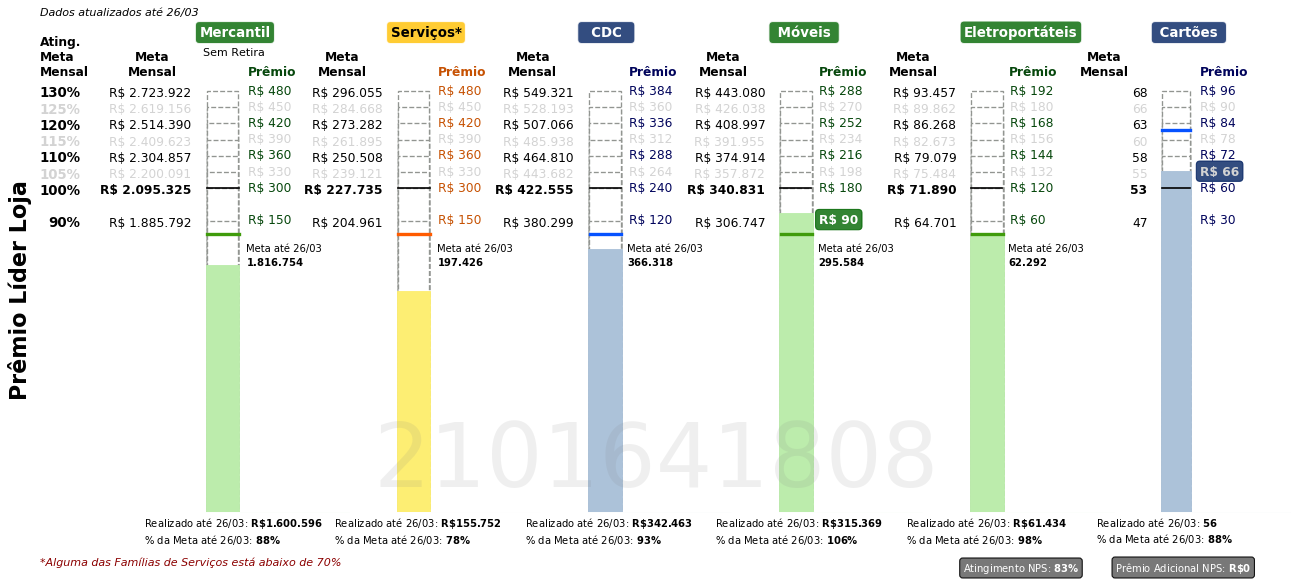 Dados atualizados até 26/03
Mercantil Serviços* CDC Móveis Eletroportáteis Cartões
Sem Retira
Ating. Meta Mensal Meta Mensal Prêmio Meta Mensal Prêmio Meta Mensal Prêmio Meta Mensal Prêmio Meta Mensal Prêmio Meta Mensal Prêmio
130% R$ 2.723.922 R$ 480 R$ 296.055 R$ 480 R$ 549.321 R$ 384 R$ 443.080 R$ 288 R$ 93.457 R$ 192 68 R$ 96
125% R$ 2.619.156 R$ 450 R$ 284.668 R$ 450 R$ 528.193 R$ 360 R$ 426.038 R$ 270 R$ 89.862 R$ 180 66 R$ 90
120% R$ 2.514.390 R$ 420 R$ 273.282 R$ 420 R$ 507.066 R$ 336 R$ 408.997 R$ 252 R$ 86.268 R$ 168 63 R$ 84
115% R$ 2.409.623 R$ 390 R$ 261.895 R$ 390 R$ 485.938 R$ 312 R$ 391.955 R$ 234 R$ 82.673 R$ 156 60 R$ 78
110% R$ 2.304.857 R$ 360 R$ 250.508 R$ 360 R$ 464.810 R$ 288 R$ 374.914 R$ 216 R$ 79.079 R$ 144 58 R$ 72
105% R$ 2.200.091 R$ 330 R$ 239.121 R$ 330 R$ 443.682 R$ 264 R$ 357.872 R$ 198 R$ 75.484 R$ 132 55 R$ 66
100% R$ 2.095.325 R$ 300 R$ 227.735 R$ 300 R$ 422.555 R$ 240 R$ 340.831 R$ 180 R$ 71.890 R$ 120 53 R$ 60
90% R$ 1.885.792 R$ 150 R$ 204.961 R$ 150 R$ 380.299 R$ 120 R$ 306.747 R$ 90 R$ 64.701 R$ 60 47 R$ 30
Meta até 26/03 Meta até 26/03 Meta até 26/03 Meta até 26/03 Meta até 26/03
1.816.754 197.426 366.318 295.584 62.292
Prêmio Líder Loja
2101641808
Realizado até 26/03: R$1.600.596 Realizado até 26/03: R$155.752 Realizado até 26/03: R$342.463 Realizado até 26/03: R$315.369 Realizado até 26/03: R$61.434 Realizado até 26/03: 56
% da Meta até 26/03: 88% % da Meta até 26/03: 78% % da Meta até 26/03: 93% % da Meta até 26/03: 106% % da Meta até 26/03: 98% % da Meta até 26/03: 88%
*Alguma das Famílias de Serviços está abaixo de 70% Atingimento NPS: 83% Prêmio Adicional NPS: R$0